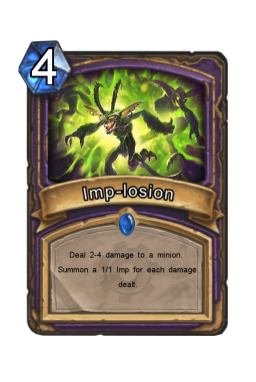 4
Imp-losion
Deal 2-4 damage to a minion.
Summon a 1/1 Imp for each damage
dealt.